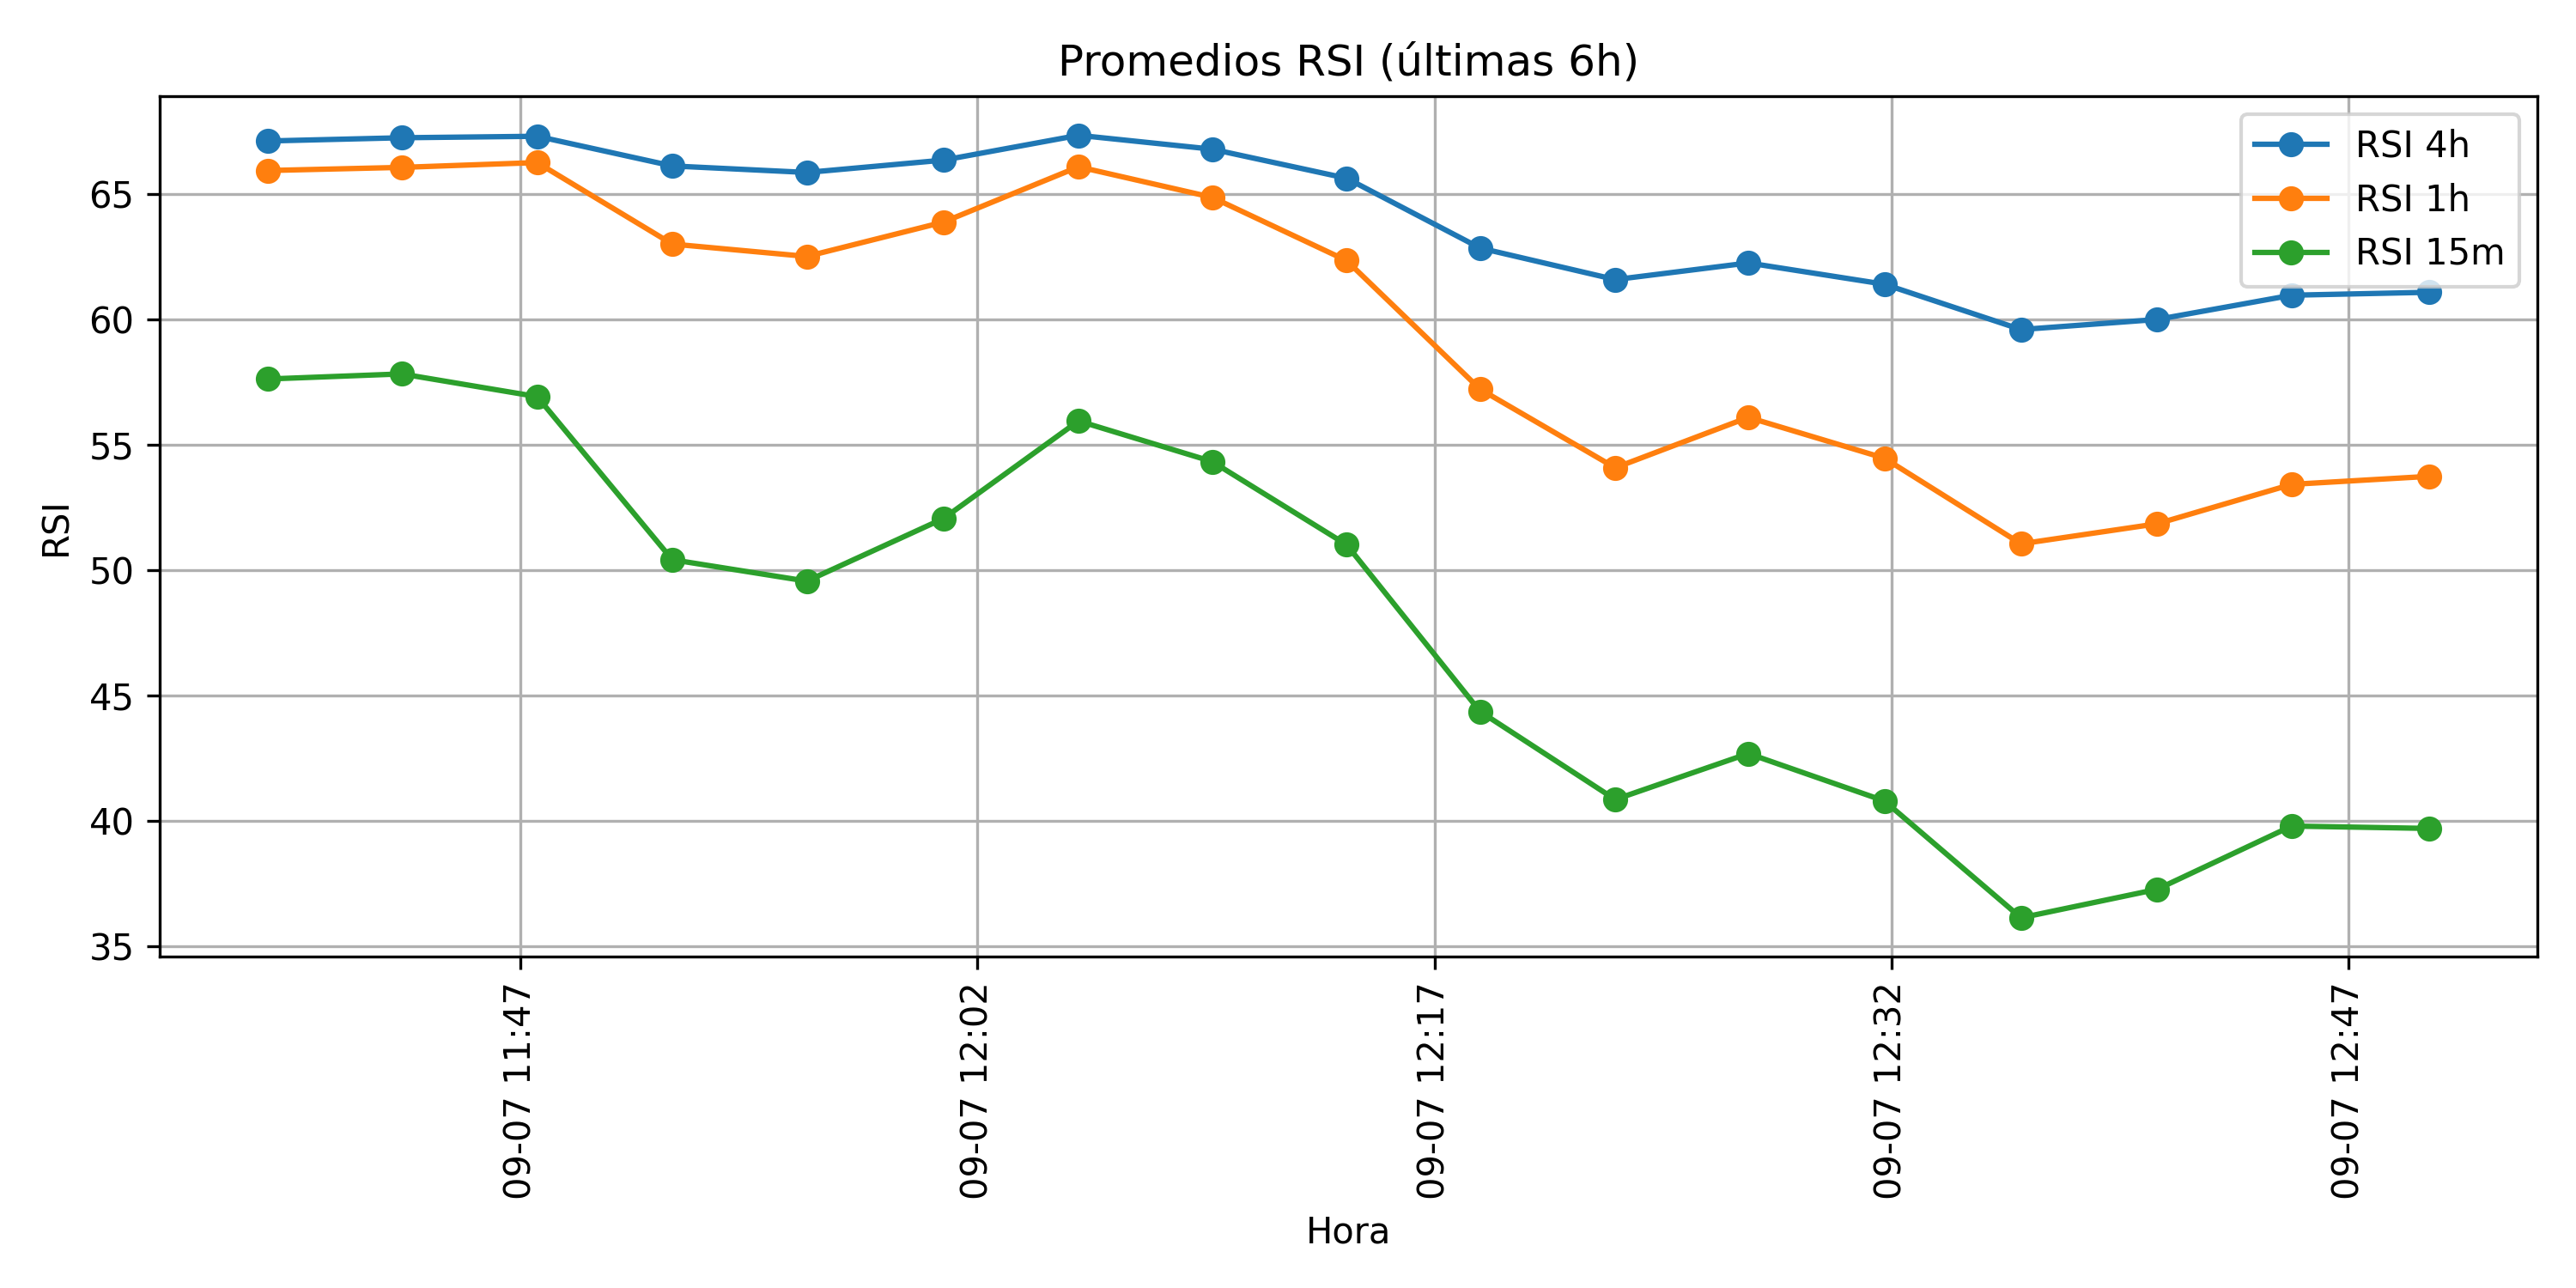 Promedios RSI (últimas 6h)
RSI 4h
RSI 1h
RSI 15m
RSI
65
60
55
50
45
40
35
09-07 11:47
09-07 12:02
09-07 12:17
09-07 12:32
09-07 12:47
Hora